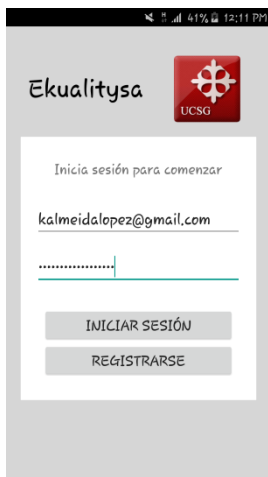 41% 12:11 PM
Ekualitysa
UCSG
Inicia sesión para comenzar
kalmeidalopez@gmail.com
..................
INICIAR SESIÓN
REGISTRARSE